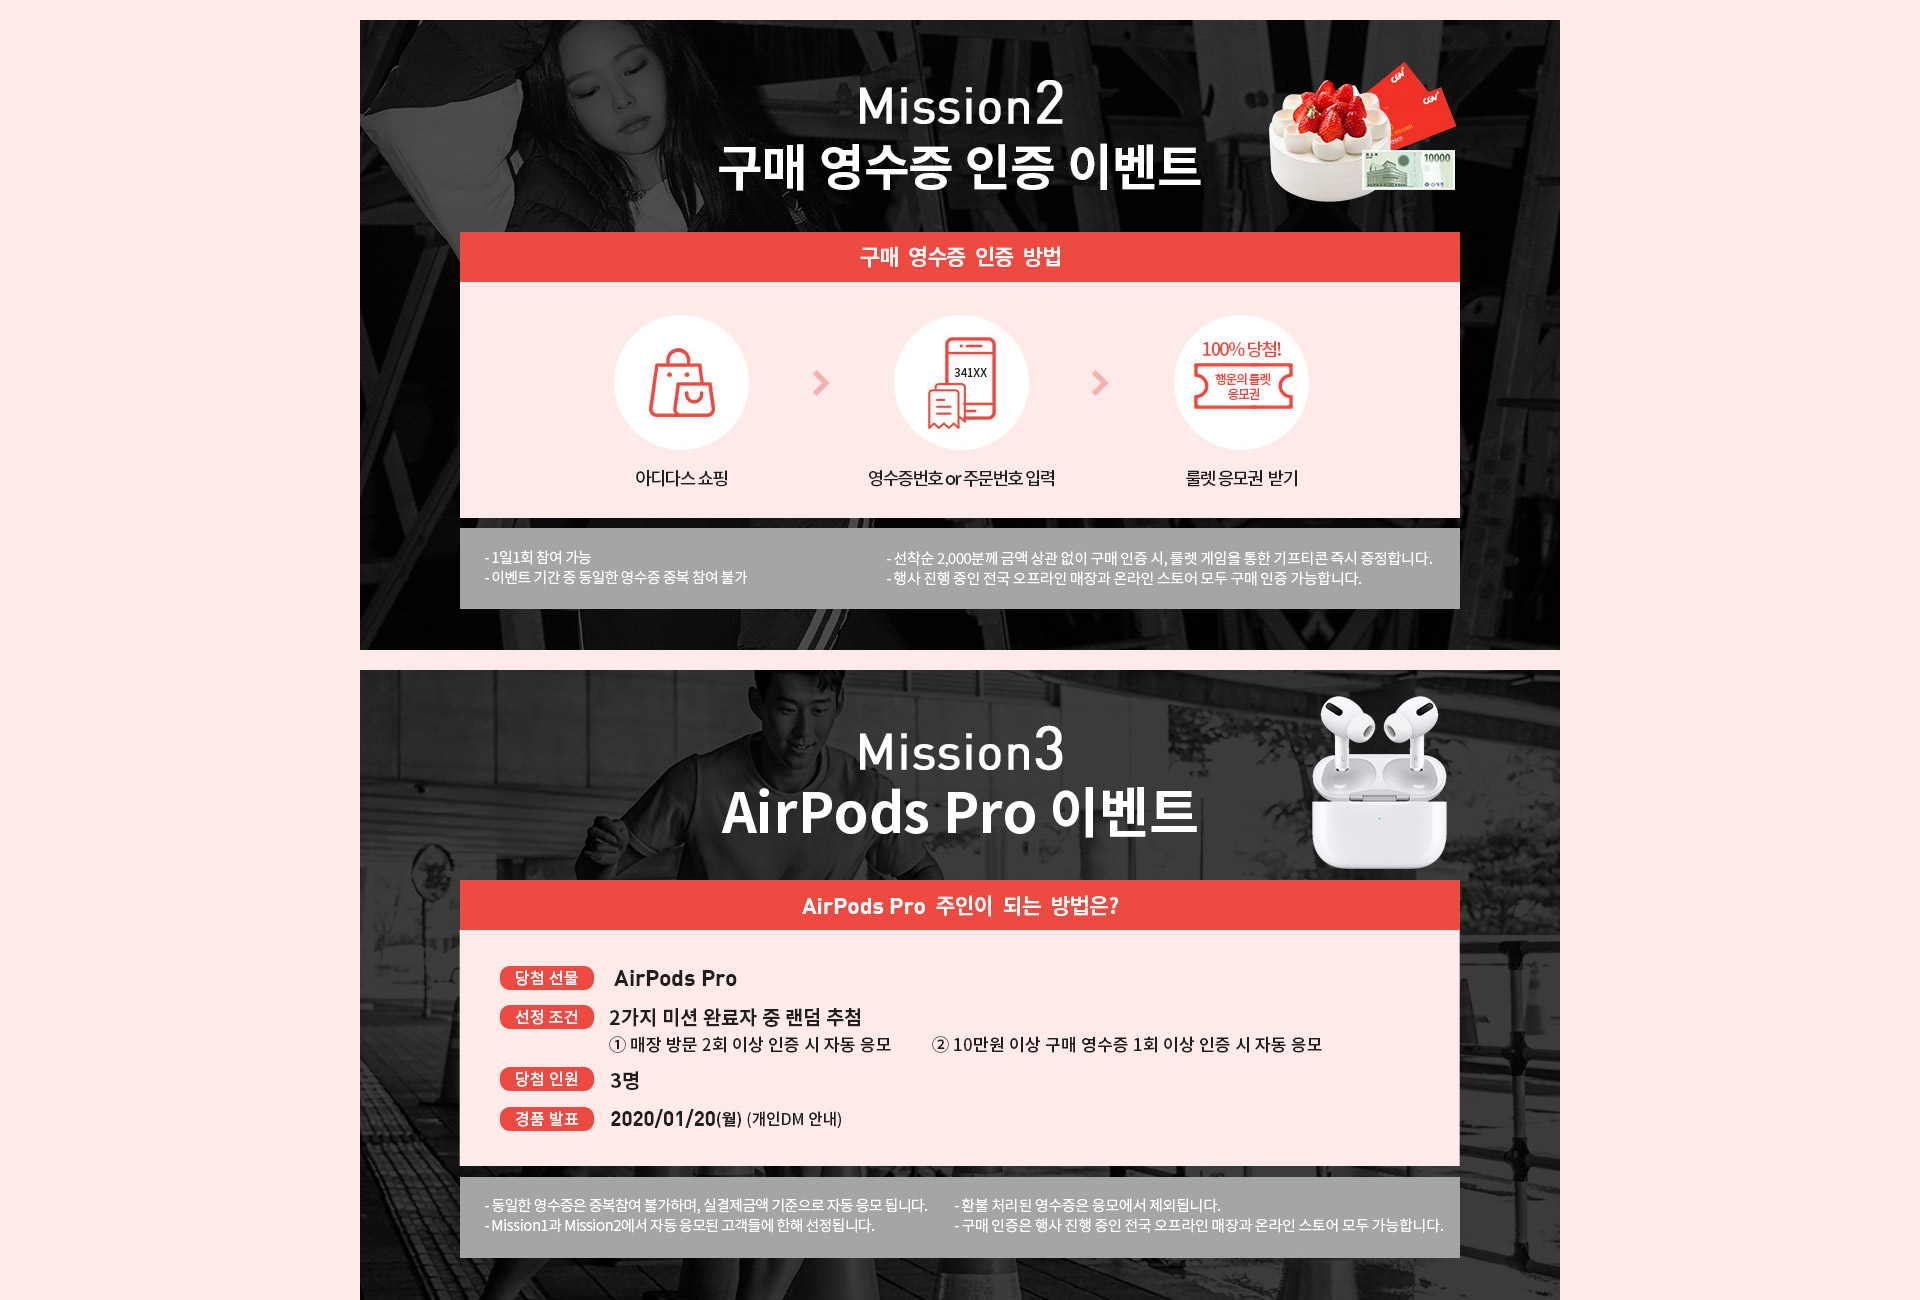 Mission2
구매 영수증 인증 이벤트
CGV
CGV
10000
구매 영수증 인증 방법
341XX
100% 당첨!
행운의 룰렛
응모권
아디다스 쇼핑
영수증번호 or 주문번호 입력
룰렛 응모권 받기
- 1일1회 참여 가능
- 이벤트 기간 중 동일한 영수증 중복 참여 불가
- 선착순 2,000분께 금액 상관 없이 구매 인증 시, 룰렛 게임을 통한 기프티콘 즉시 증정합니다.
- 행사 진행 중인 전국 오프라인 매장과 온라인 스토어 모두 구매 인증 가능합니다.
Mission3
AirPods Pro 이벤트
AirPods Pro 주인이 되는 방법은?
당첨 선물 AirPods Pro
선정 조건 2가지 미션 완료자 중 랜덤 추첨
① 매장 방문 2회 이상 인증 시 자동 응모 ② 10만원 이상 구매 영수증 1회 이상 인증 시 자동 응모
당첨 인원 3명
경품 발표 2020/01/20(월) (개인DM 안내)
- 동일한 영수증은 중복참여 불가하며, 실결제금액 기준으로 자동 응모 됩니다.
- Mission1과 Mission2에서 자동 응모된 고객들에 한해 선정됩니다.
- 환불 처리된 영수증은 응모에서 제외됩니다.
- 구매 인증은 행사 진행 중인 전국 오프라인 매장과 온라인 스토어 모두 가능합니다.